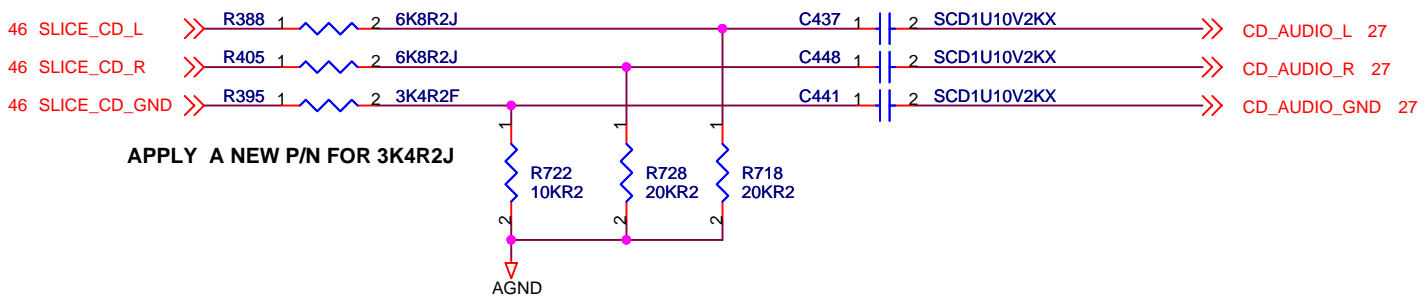 46 SLICE_CD_L R388 1 2 6K8R2J C437 1 2 SCD1U10V2KX CD_AUDIO_L 27
46 SLICE_CD_R R405 1 2 6K8R2J C448 1 2 SCD1U10V2KX CD_AUDIO_R 27
46 SLICE_CD_GND R395 1 2 3K4R2F C441 1 2 SCD1U10V2KX CD_AUDIO_GND 27
APPLY A NEW P/N FOR 3K4R2J
1 1 1
R722 R728 R718
10KR2 20KR2 20KR2
2 2 2
AGND